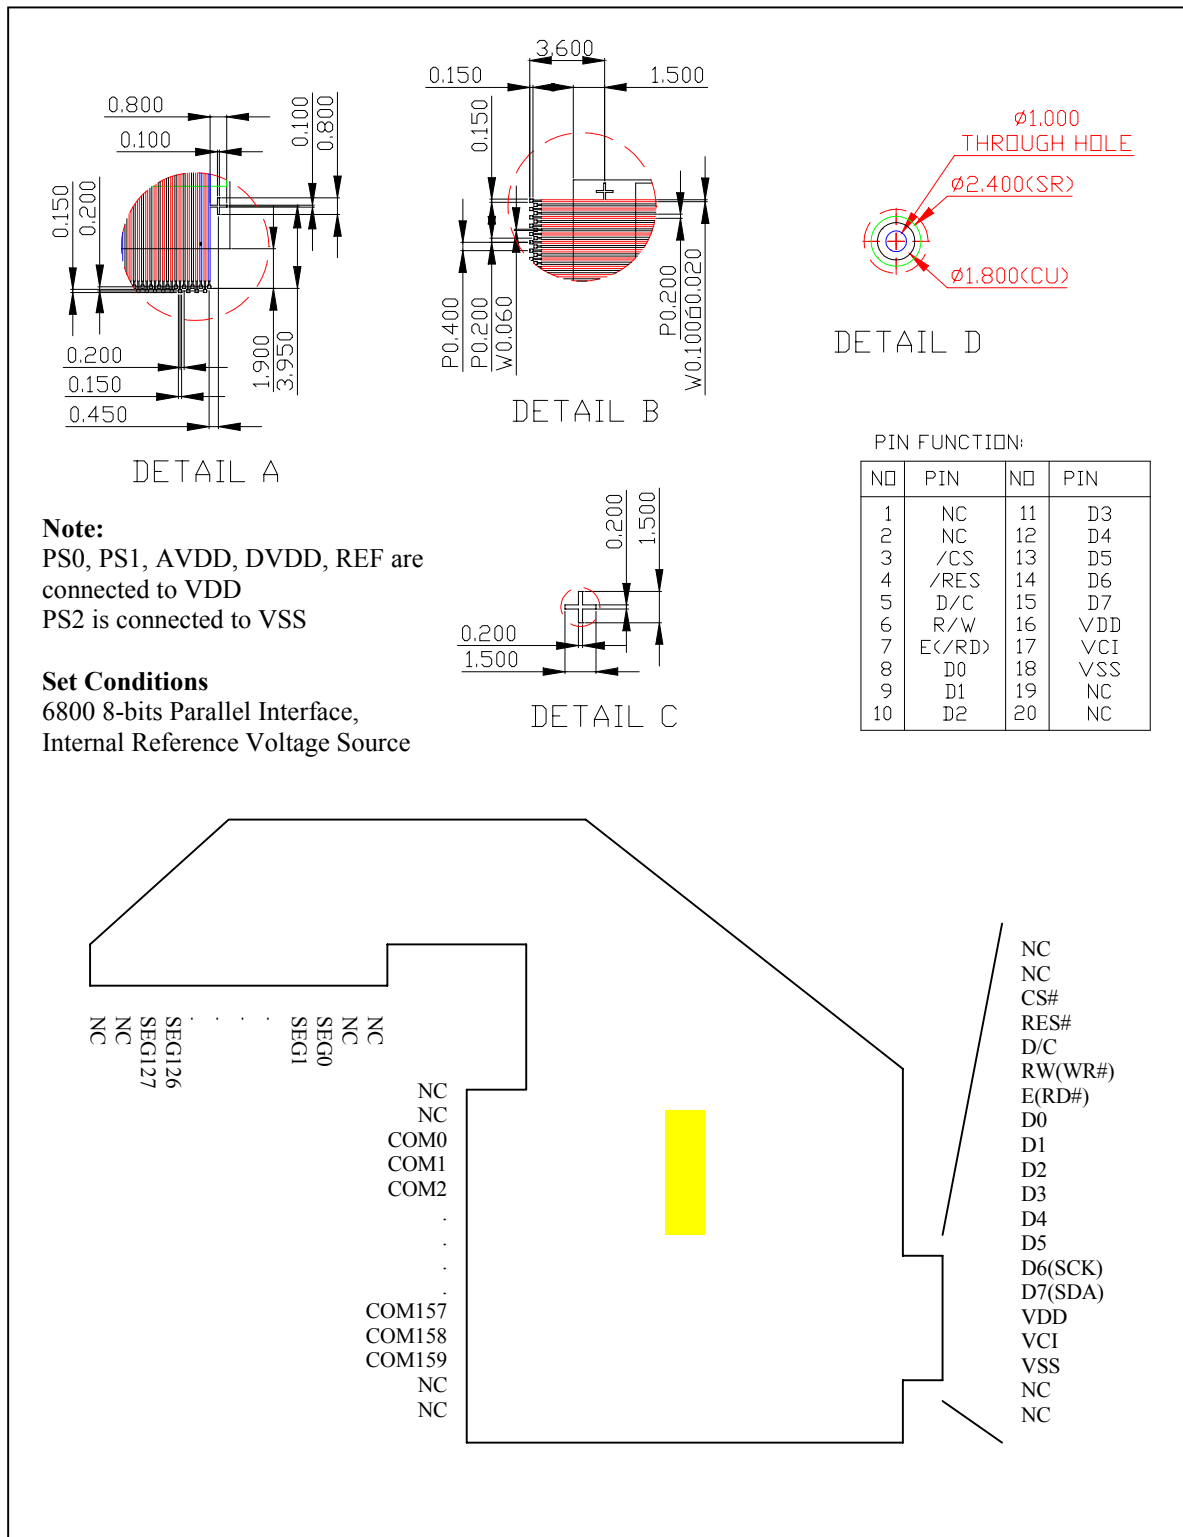 3.600
0.150
1.500
0.150
P0.400
P0.200
W0.060
P0.200
W0.100±0.020
DETAIL B
0.800
0.100
0.100
0.800
0.150
0.200
0.200
0.150
0.450
1.900
3.950
DETAIL A
ø1.000
THROUGH HOLE
ø2.400(SR)
ø1.800(CU)
DETAIL D
Note:
PS0, PS1, AVDD, DVDD, REF are
connected to VDD
PS2 is connected to VSS
Set Conditions
6800 8-bits Parallel Interface,
Internal Reference Voltage Source
0.200
1.500
0.200
1.500
DETAIL C
PIN FUNCTION:
NO PIN NO PIN
1 NC 11 D3
2 NC 12 D4
3 /CS 13 D5
4 /RES 14 D6
5 D/C 15 D7
6 R/W 16 VDD
7 E(/RD) 17 VCI
8 D0 18 VSS
9 D1 19 NC
10 D2 20 NC
NC
NC
SEG127
SEG126
.
.
.
.
SEG1
SEG0
NC
NC
NC
NC
COM0
COM1
COM2
.
.
.
.
COM157
COM158
COM159
NC
NC
NC
NC
CS#
RES#
D/C
RW(WR#)
E(RD#)
D0
D1
D2
D3
D4
D5
D6(SCK)
D7(SDA)
VDD
VCI
VSS
NC
NC